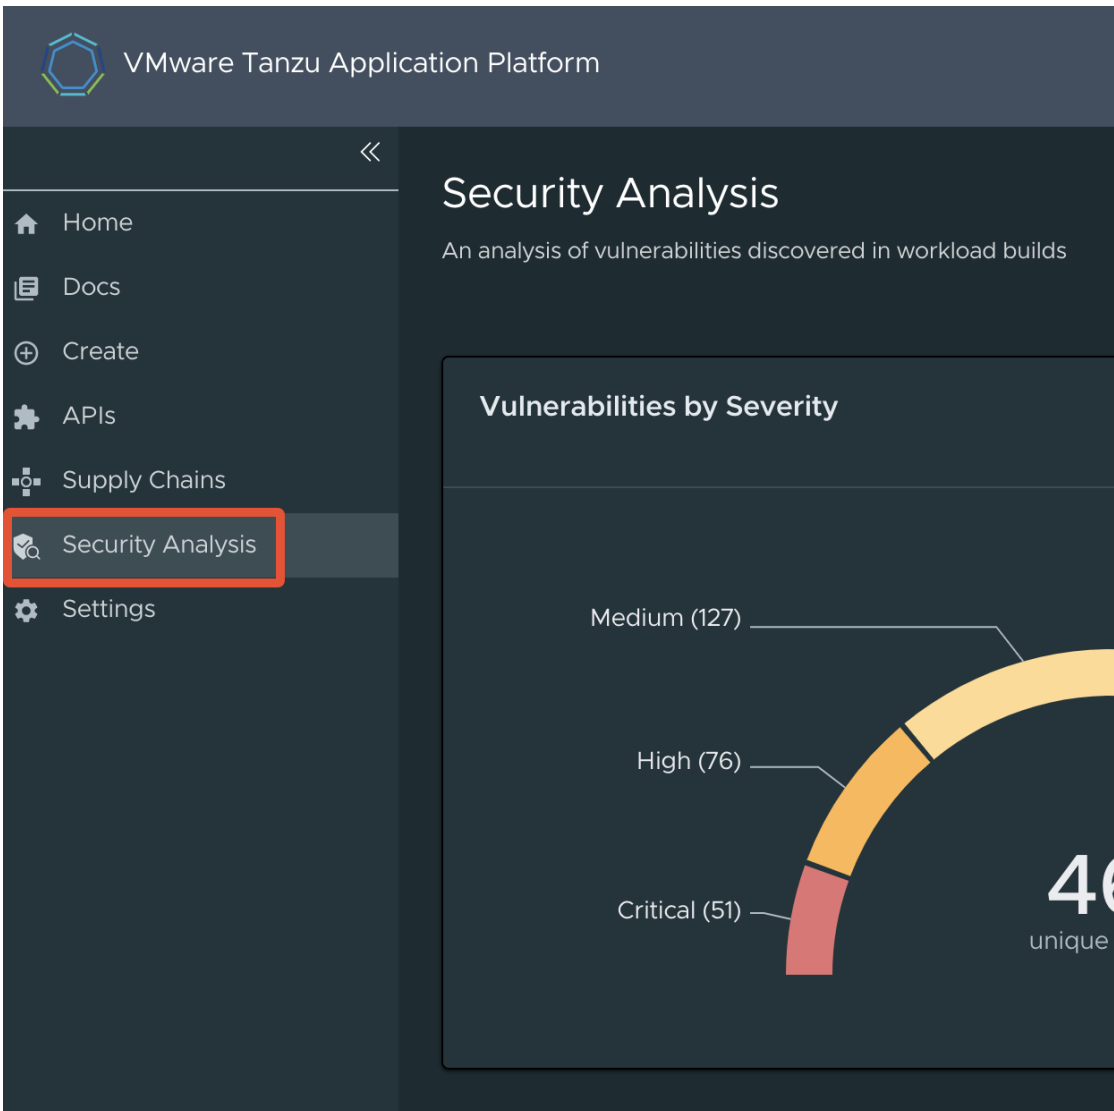 VMware Tanzu Application Platform
Home
Docs
Create
APIs
Supply Chains
Security Analysis
Settings
Security Analysis
An analysis of vulnerabilities discovered in workload builds
Vulnerabilities by Severity
Medium (127)
High (76)
Critical (51)
unique